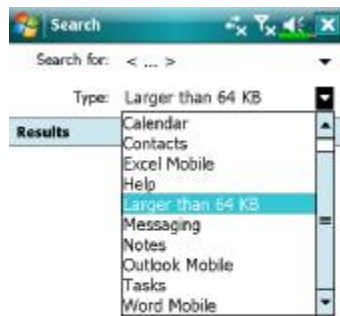 Search
Search for: < ... >
Type: Larger than 64 KB
Results
Calendar
Contacts
Excel Mobile
Help
Larger than 64 KB
Messaging
Notes
Outlook Mobile
Tasks
Word Mobile